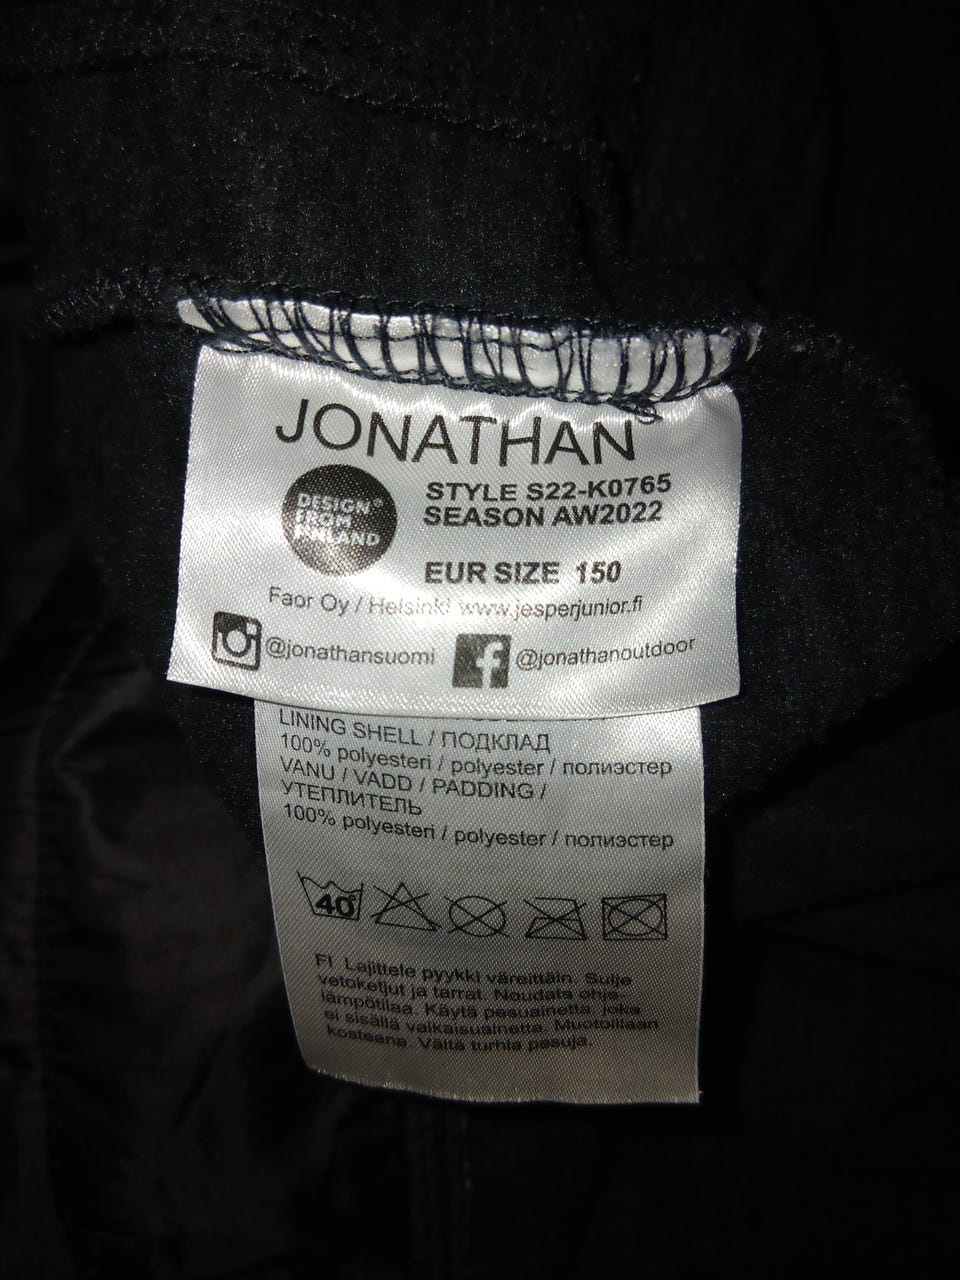 JONATHAN
DESIGN
FROM
FINLAND
STYLE S22-K0765
SEASON AW2022
EUR SIZE 150
Faor Oy / Helsinki www.jesperjunior.fi
@jonathansuomi @jonathanoutdoor
LINING SHELL / ПОДКЛАД
100% polyesteri / polyester / полиэстер
VANU / VADD / PADDING /
УТЕПЛИТЕЛЬ
100% polyesteri / polyester / полиэстер
40°
FI Lajittele pyykki väreittäin. Sulje
vetoketjut ja tarrat. Noudata ohje-
lämpötilaa. Käytä pesuainetta, joka
ei sisällä valkaisuainetta. Muotoillaan
kosteana. Vältä turhia pesuja.